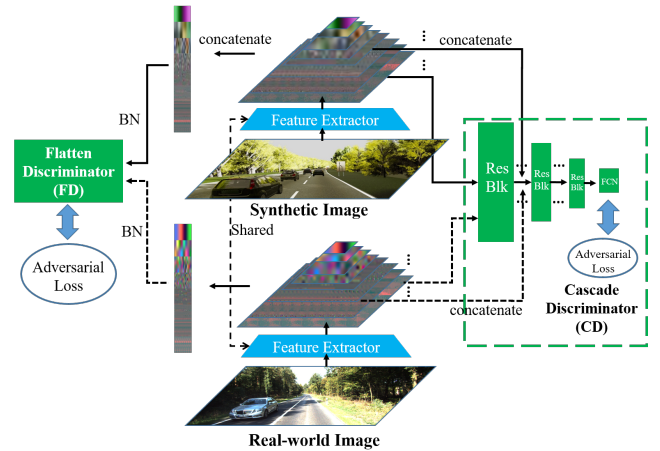 concatenate
concatenate
BN
Feature Extractor
Flatten
Discriminator
(FD)
Res
Blk
Res
Blk
Res
Blk
FCN
Synthetic Image
BN
Shared
Adversarial
Loss
Adversarial
Loss
concatenate
Cascade
Discriminator
(CD)
Feature Extractor
Real-world Image